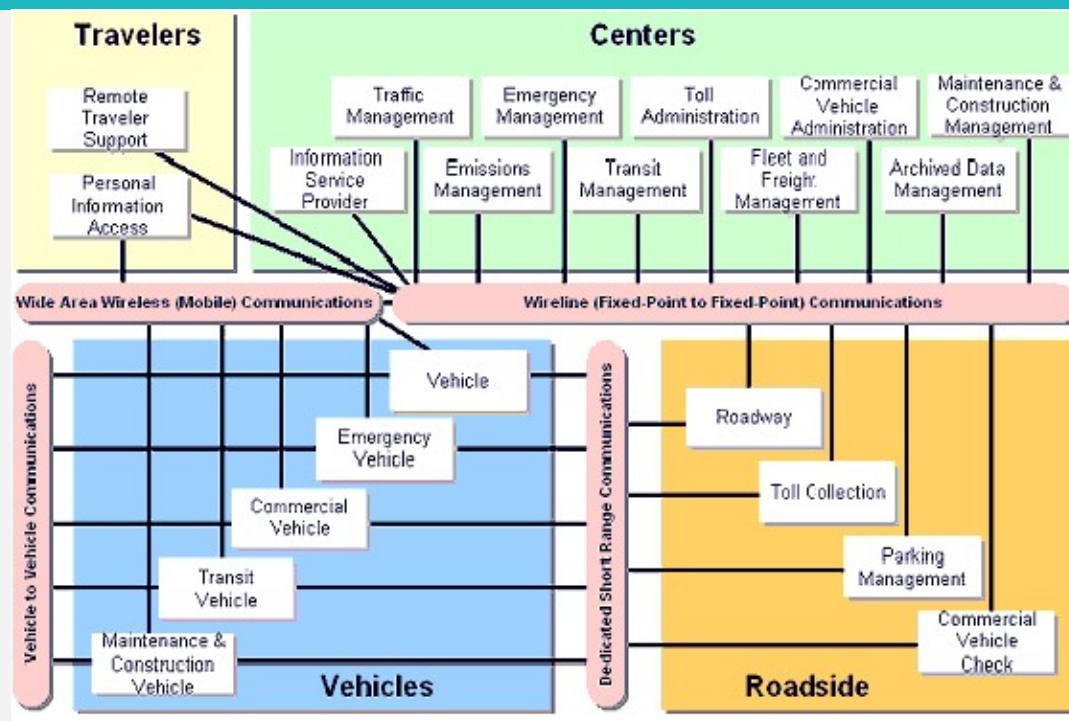 Travelers
Centers
Remote
Traveler
Support
Personal
Information
Access
Traffic
Management
Emergency
Management
Toll
Administration
Commercial
Vehicle
Administration
Maintenance &
Construction
Management
Information
Service
Provider
Emissions
Management
Transit
Management
Fleet and
Freight
Management
Archived Data
Management
Wide Area Wireless (Mobile) Communications
Wireline (Fixed-Point to Fixed-Point) Communications
Vehicle to Vehicle Communications
Vehicle
Emergency
Vehicle
Commercial
Vehicle
Transit
Vehicle
Maintenance &
Construction
Vehicle
Vehicles
Dedicated Short Range Communications
Roadway
Toll Collection
Parking
Management
Commercial
Vehicle
Check
Roadside